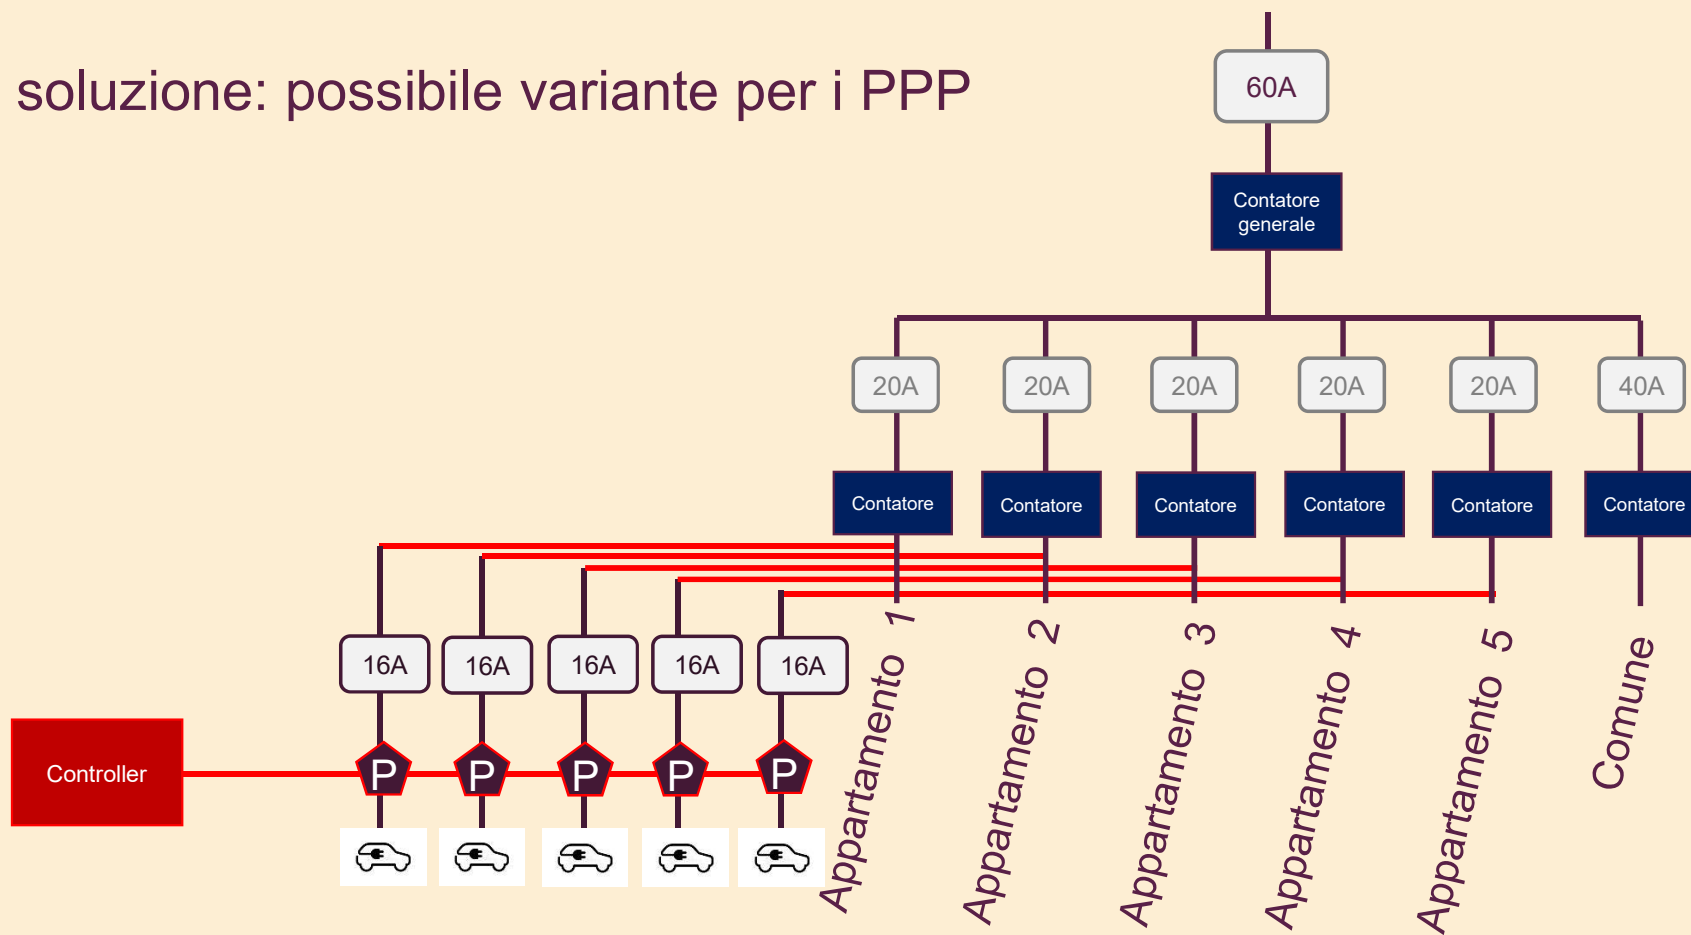 60A
soluzione: possibile variante per i PPP
Contatore
generale
20A
20A
20A
20A
20A
40A
Contatore
Contatore
Contatore
Contatore
Contatore
Contatore
16A
16A
16A
16A
16A
Appartamento 1
Appartamento 2
Appartamento 3
Appartamento 4
Appartamento 5
Comune
Controller
P
P
P
P
P